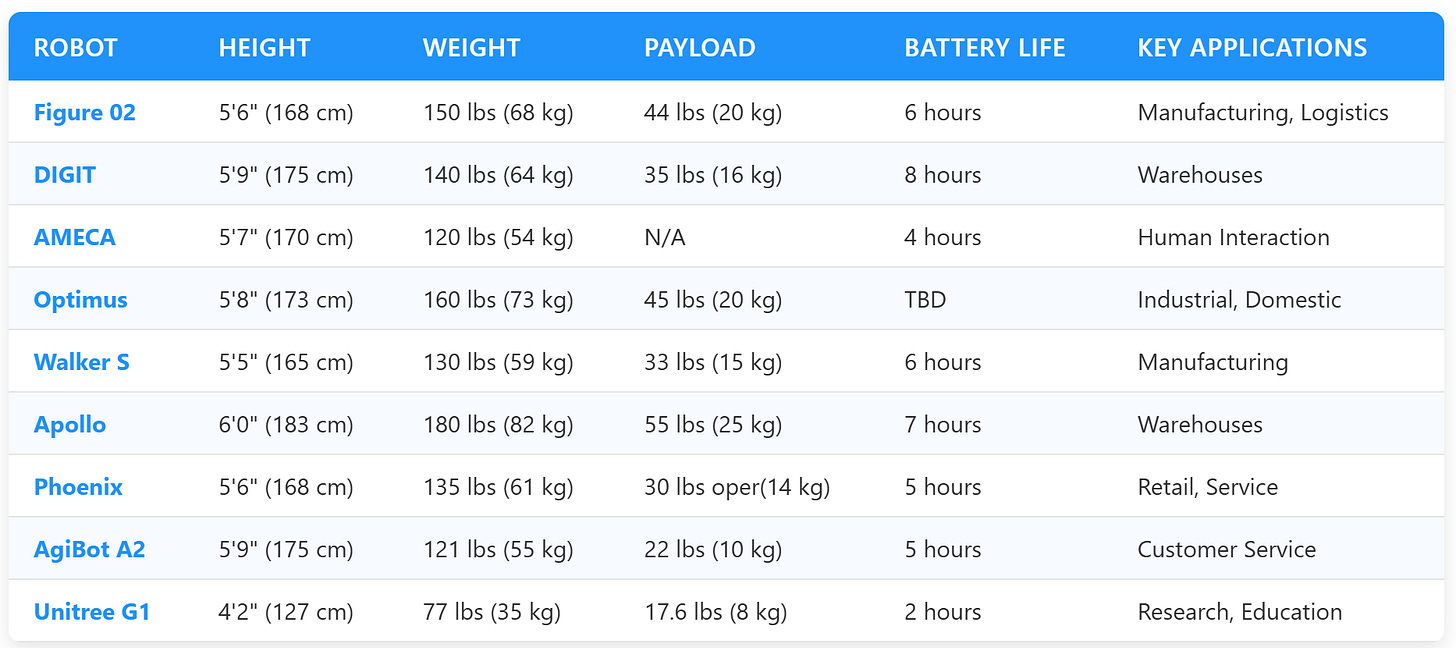 ROBOT HEIGHT WEIGHT PAYLOAD BATTERY LIFE KEY APPLICATIONS
Figure 02 5'6" (168 cm) 150 lbs (68 kg) 44 lbs (20 kg) 6 hours Manufacturing, Logistics
DIGIT 5'9" (175 cm) 140 lbs (64 kg) 35 lbs (16 kg) 8 hours Warehouses
AMECA 5'7" (170 cm) 120 lbs (54 kg) N/A 4 hours Human Interaction
Optimus 5'8" (173 cm) 160 lbs (73 kg) 45 lbs (20 kg) TBD Industrial, Domestic
Walker S 5'5" (165 cm) 130 lbs (59 kg) 33 lbs (15 kg) 6 hours Manufacturing
Apollo 6'0" (183 cm) 180 lbs (82 kg) 55 lbs (25 kg) 7 hours Warehouses
Phoenix 5'6" (168 cm) 135 lbs (61 kg) 30 lbs oper(14 kg) 5 hours Retail, Service
AgiBot A2 5'9" (175 cm) 121 lbs (55 kg) 22 lbs (10 kg) 5 hours Customer Service
Unitree G1 4'2" (127 cm) 77 lbs (35 kg) 17.6 lbs (8 kg) 2 hours Research, Education